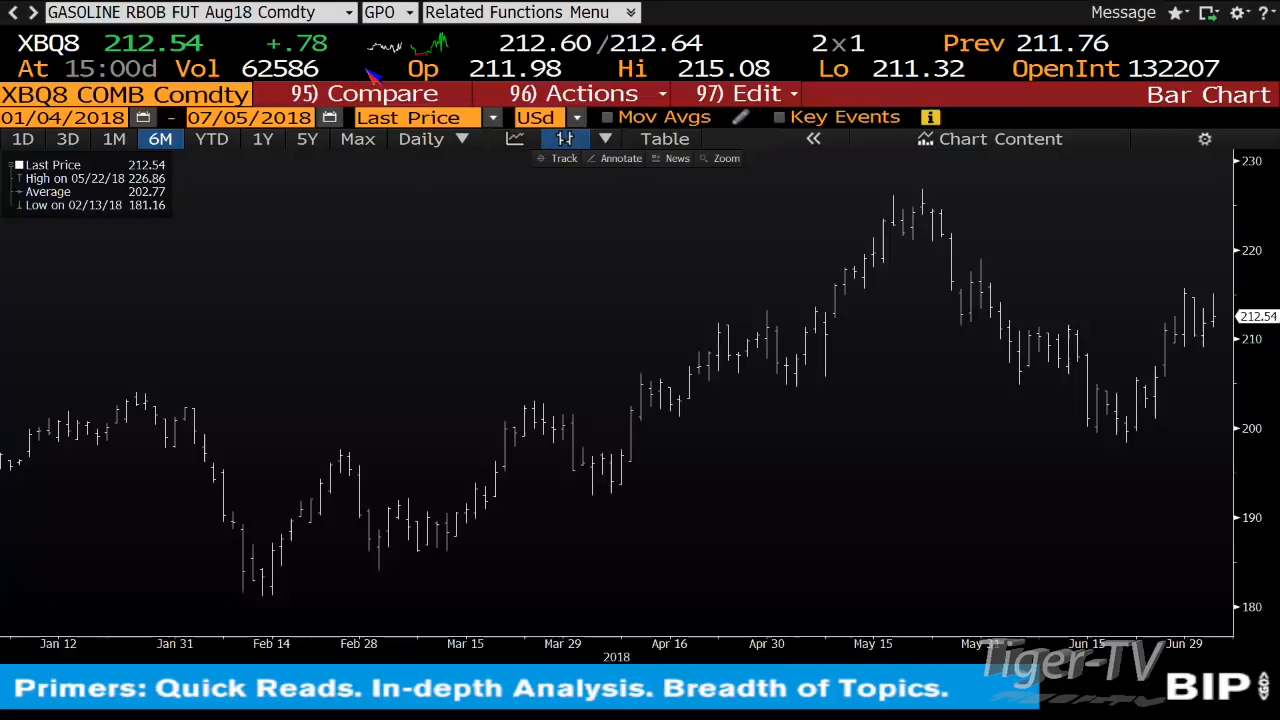 GASOLINE RBOB FUT Aug18 Comdty GPO Related Functions Menu Message
XBQ8 212.54 +.78 212.60/212.64 2x1 Prev 211.76
At 15:00d Vol 62586 Op 211.98 Hi 215.08 Lo 211.32 OpenInt 132207
XBQ8 COMB Comdty 95) Compare 96) Actions 97) Edit Bar Chart
01/04/2018 - 07/05/2018 Last Price USd Mov Avgs Key Events
1D 3D 1M 6M YTD 1Y 5Y Max Daily Table « Chart Content
Track Annotate News Zoom
Last Price 212.54
High on 05/22/18 226.86
Average 202.77
Low on 02/13/18 181.16
230
220
212.54
210
200
190
180
Jan 12 Jan 31 Feb 14 Feb 28 Mar 15 Mar 29 Apr 16 Apr 30 May 15 May 31 Jun 15 Jun 29
2018
Tiger-TV
Primers: Quick Reads. In-depth Analysis. Breadth of Topics.
BIP GO